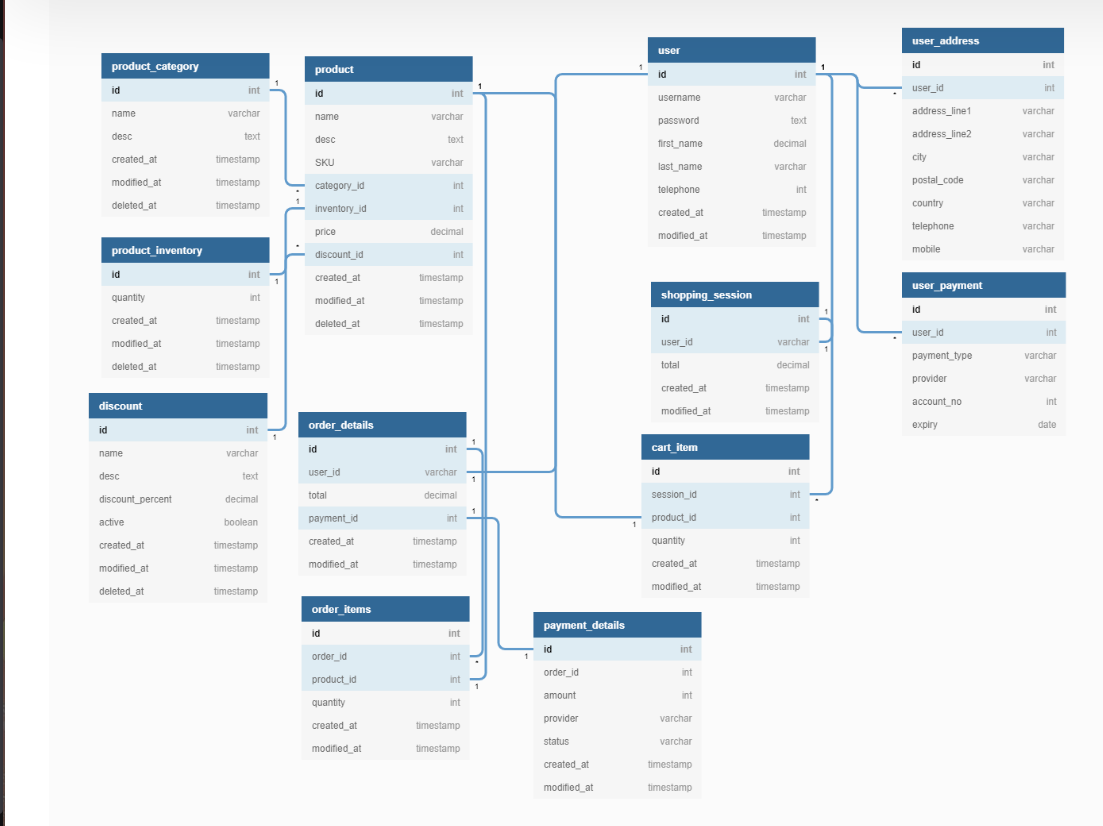 product_category
id int
name varchar
desc text
created_at timestamp
modified_at timestamp
deleted_at timestamp
1
*
product_inventory
id int
quantity int
created_at timestamp
modified_at timestamp
deleted_at timestamp
1
1
discount
id int
name varchar
desc text
discount_percent decimal
active boolean
created_at timestamp
modified_at timestamp
deleted_at timestamp
1
*
product
id int
name varchar
desc text
SKU varchar
category_id int
inventory_id int
price decimal
discount_id int
created_at timestamp
modified_at timestamp
deleted_at timestamp
1
order_details
id int
user_id varchar
total decimal
payment_id int
created_at timestamp
modified_at timestamp
1
1
1
order_items
id int
order_id int
product_id int
quantity int
created_at timestamp
modified_at timestamp
*
1
payment_details
id int
order_id int
amount int
provider varchar
status varchar
created_at timestamp
modified_at timestamp
1
user
id int
username varchar
password text
first_name decimal
last_name varchar
telephone int
created_at timestamp
modified_at timestamp
1
1
shopping_session
id int
user_id varchar
total decimal
created_at timestamp
modified_at timestamp
1
1
cart_item
id int
session_id int
product_id int
quantity int
created_at timestamp
modified_at timestamp
*
1
user_address
id int
user_id int
address_line1 varchar
address_line2 varchar
city varchar
postal_code varchar
country varchar
telephone varchar
mobile varchar
*
user_payment
id int
user_id int
payment_type varchar
provider varchar
account_no int
expiry date
*